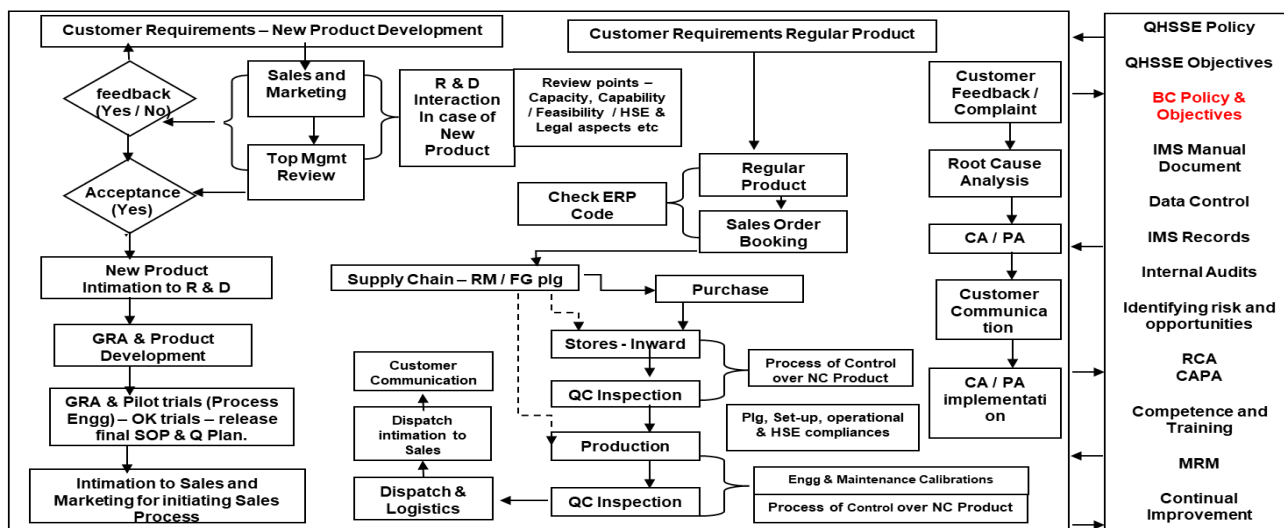 Customer Requirements – New Product Development
feedback
(Yes / No)
Sales and
Marketing
Top Mgmt
Review
R & D
Interaction
In case of
New
Product
Review points –
Capacity, Capability
/ Feasibility / HSE &
Legal aspects etc
Acceptance
(Yes)
New Product
Intimation to R & D
GRA & Product
Development
GRA & Pilot trials (Process
Engg) – OK trials – release
final SOP & Q Plan.
Intimation to Sales and
Marketing for initiating Sales
Process
Customer Requirements Regular Product
Regular
Product
Check ERP
Code
Sales Order
Booking
Supply Chain – RM / FG plg
Purchase
Stores - Inward
QC Inspection
Process of Control
over NC Product
Plg, Set-up, operational
& HSE compliances
Production
QC Inspection
Engg & Maintenance Calibrations
Process of Control over NC Product
Dispatch &
Logistics
Dispatch
intimation to
Sales
Customer
Communication
Customer
Feedback /
Complaint
Root Cause
Analysis
CA / PA
Customer
Communica
tion
CA / PA
implementati
on
QHSSE Policy
QHSSE Objectives
BC Policy &
Objectives
IMS Manual
Document
Data Control
IMS Records
Internal Audits
Identifying risk and
opportunities
RCA
CAPA
Competence and
Training
MRM
Continual
Improvement